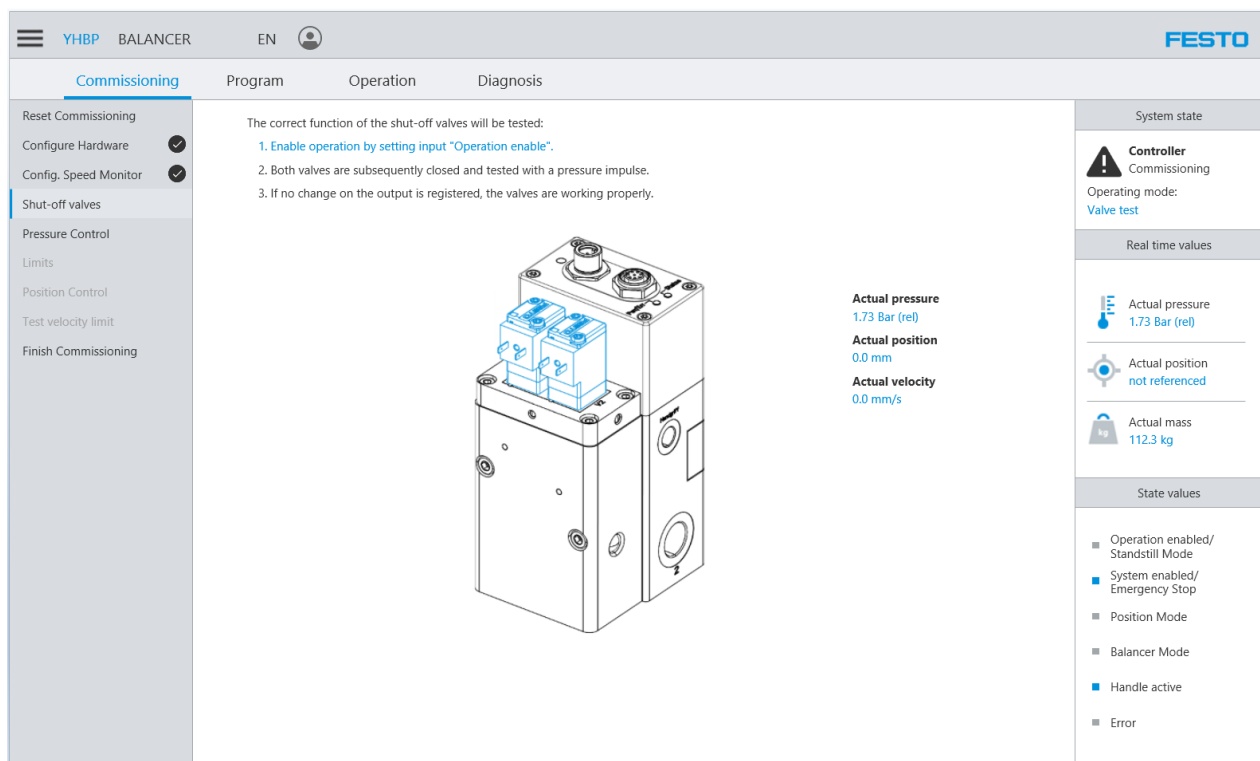 YHBP BALANCER EN FESTO
Commissioning Program Operation Diagnosis
Reset Commissioning
Configure Hardware
Config. Speed Monitor
Shut-off valves
Pressure Control
Limits
Position Control
Test velocity limit
Finish Commissioning
The correct function of the shut-off valves will be tested:
1. Enable operation by setting input "Operation enable".
2. Both valves are subsequently closed and tested with a pressure impulse.
3. If no change on the output is registered, the valves are working properly.
2
Actual pressure
1.73 Bar (rel)
Actual position
0.0 mm
Actual velocity
0.0 mm/s
System state
Controller
Commissioning
Operating mode:
Valve test
Real time values
Actual pressure
1.73 Bar (rel)
Actual position
not referenced
kg
Actual mass
112.3 kg
State values
Operation enabled/
Standstill Mode
System enabled/
Emergency Stop
Position Mode
Balancer Mode
Handle active
Error